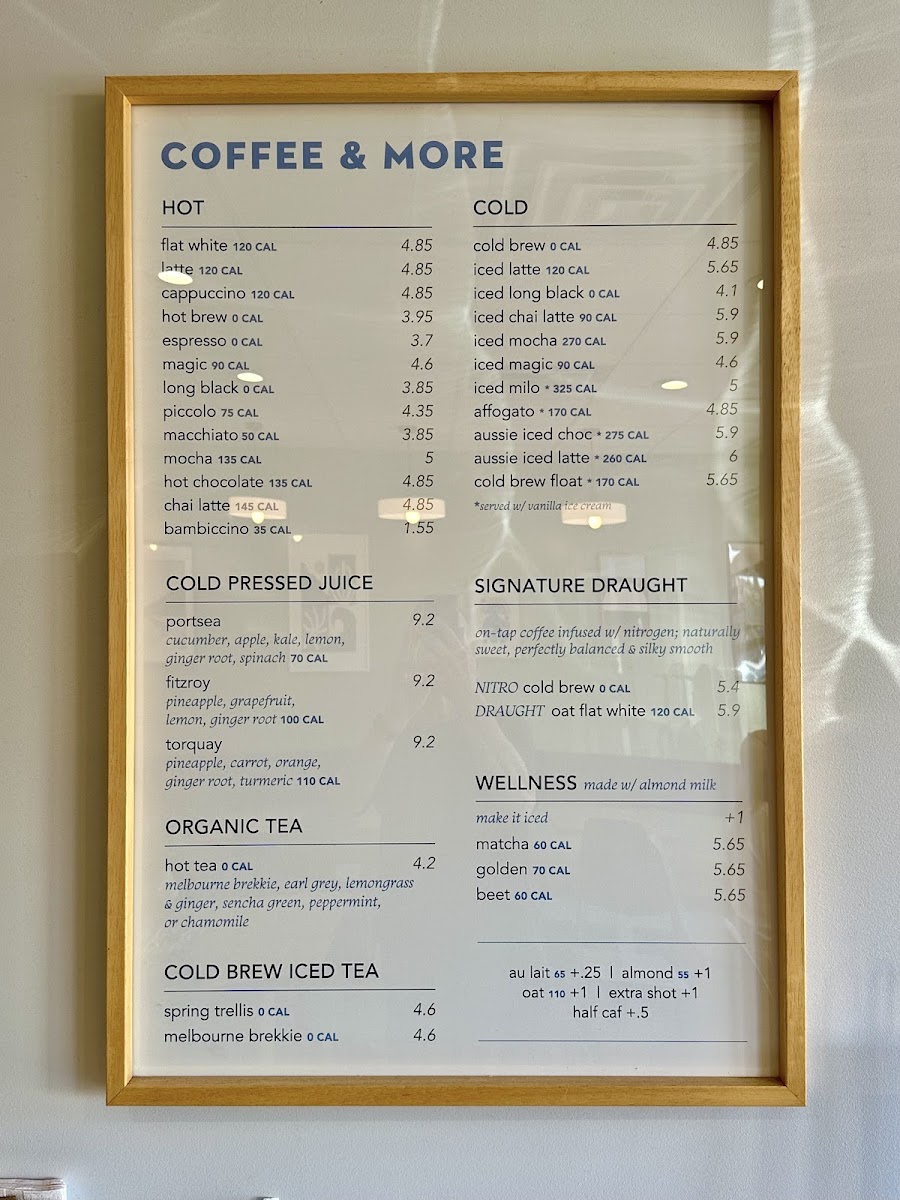 COFFEE & MORE
HOT
flat white 120 CAL 4.85
latte 120 CAL 4.85
cappuccino 120 CAL 4.85
hot brew 0 CAL 3.95
espresso 0 CAL 3.7
magic 90 CAL 4.6
long black 0 CAL 3.85
piccolo 75 CAL 4.35
macchiato 50 CAL 3.85
mocha 135 CAL 5
hot chocolate 135 CAL 4.85
chai latte 145 CAL 4.85
bambiccino 35 CAL 1.55
COLD PRESSED JUICE
portsea 9.2
cucumber, apple, kale, lemon,
ginger root, spinach 70 CAL
fitzroy 9.2
pineapple, grapefruit,
lemon, ginger root 100 CAL
torquay 9.2
pineapple, carrot, orange,
ginger root, turmeric 110 CAL
ORGANIC TEA
hot tea 0 CAL 4.2
melbourne brekkie, earl grey, lemongrass
& ginger, sencha green, peppermint,
or chamomile
COLD BREW ICED TEA
spring trellis 0 CAL 4.6
melbourne brekkie 0 CAL 4.6
COLD
cold brew 0 CAL 4.85
iced latte 120 CAL 5.65
iced long black 0 CAL 4.1
iced chai latte 90 CAL 5.9
iced mocha 270 CAL 5.9
iced magic 90 CAL 4.6
iced milo * 325 CAL 5
affogato * 170 CAL 4.85
aussie iced choc * 275 CAL 5.9
aussie iced latte * 260 CAL 6
cold brew float * 170 CAL 5.65
*served w/ vanilla ice cream
SIGNATURE DRAUGHT
on-tap coffee infused w/ nitrogen; naturally
sweet, perfectly balanced & silky smooth
NITRO cold brew 0 CAL 5.4
DRAUGHT oat flat white 120 CAL 5.9
WELLNESS made w/ almond milk
make it iced +1
matcha 60 CAL 5.65
golden 70 CAL 5.65
beet 60 CAL 5.65
au lait 65 +.25 | almond 55 +1
oat 110 +1 | extra shot +1
half caf +.5